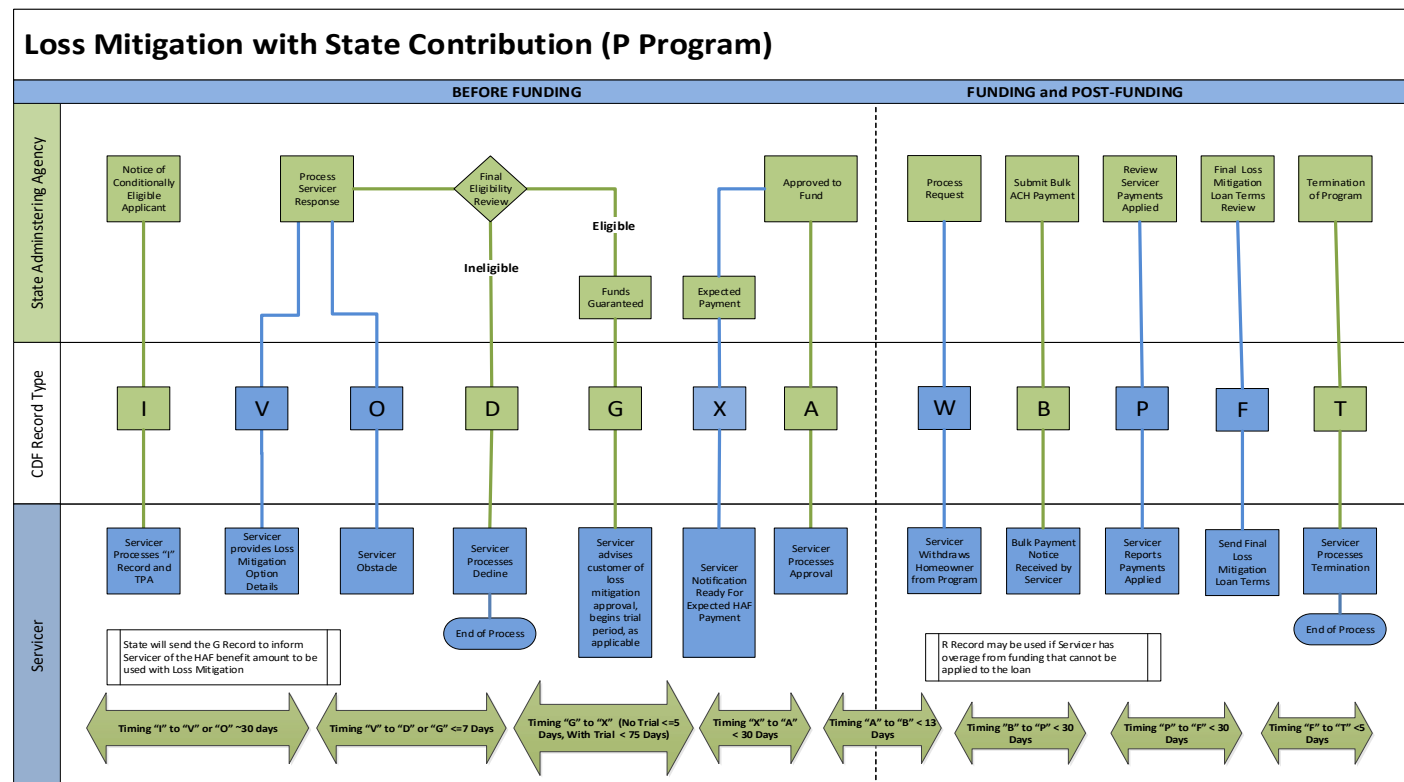 Loss Mitigation with State Contribution (P Program)
BEFORE FUNDING
FUNDING and POST-FUNDING
State Adminstering Agency
Notice of
Conditionally
Eligible
Applicant
Process
Servicer
Response
Final
Eligibility
Review
Approved to
Fund
Process
Request
Submit Bulk
ACH Payment
Review
Servicer
Payments
Applied
Final Loss
Mitigation
Loan Terms
Review
Termination
of Program
Eligible
Ineligible
Funds
Guaranteed
Expected
Payment
CDF Record Type
I
V
O
D
G
X
A
W
B
P
F
T
Servicer
Servicer
Processes “I”
Record and
TPA
Servicer
provides Loss
Mitigation
Option
Details
Servicer
Obstacle
Servicer
Processes
Decline
Servicer
advises
customer of
loss
mitigation
approval,
begins trial
period, as
applicable
Servicer
Notification
Ready For
Expected HAF
Payment
Servicer
Processes
Approval
Servicer
Withdraws
Homeowner
from Program
Bulk Payment
Notice
Received by
Servicer
Servicer
Reports
Payments
Applied
Send Final
Loss
Mitigation
Loan Terms
Servicer
Processes
Termination
End of Process
End of Process
State will send the G Record to inform
Servicer of the HAF benefit amount to be
used with Loss Mitigation
R Record may be used if Servicer has
overage from funding that cannot be
applied to the loan
Timing “I” to “V” or “O” ~30 days
Timing “V” to “D” or “G” <=7 Days
Timing “G” to “X” (No Trial <=5
Days, With Trial < 75 Days)
Timing “X” to “A”
< 30 Days
Timing “A” to “B” < 13
Days
Timing “B” to “P” < 30
Days
Timing “P” to “F” < 30
Days
Timing “F” to “T” <5
Days